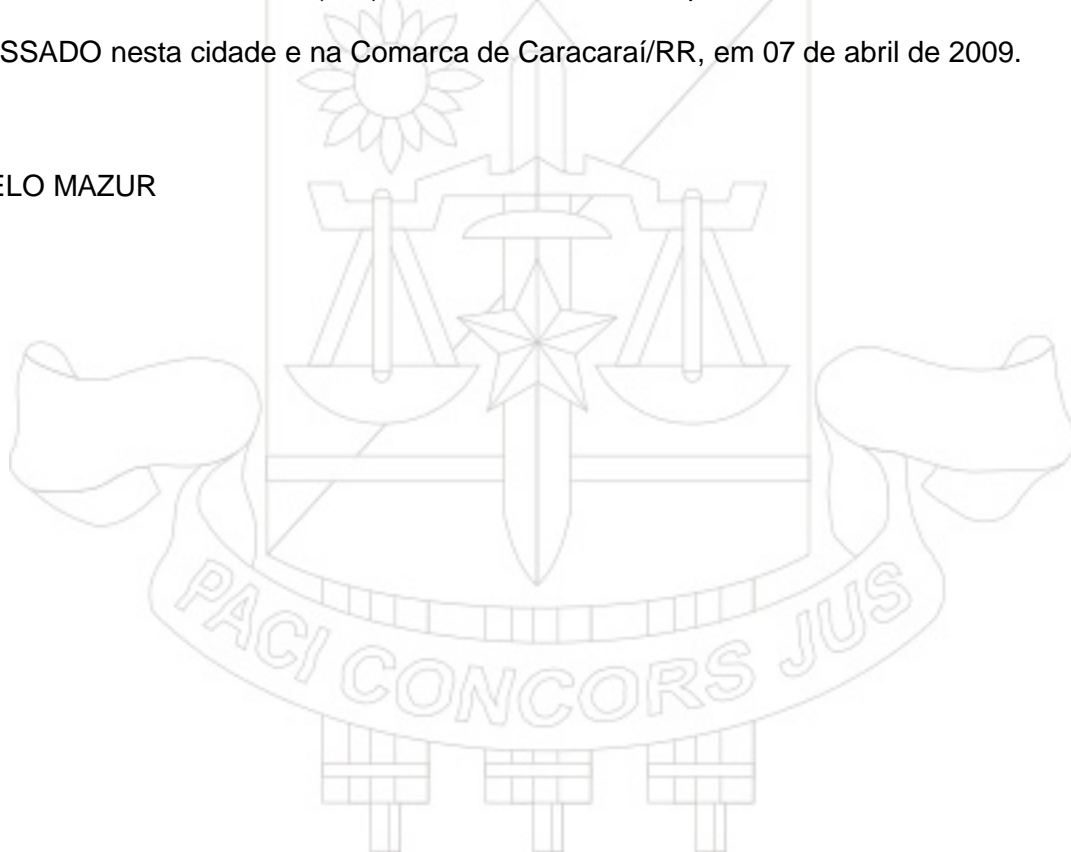 SSADO nesta cidade e na Comarca de Caracaraí/RR, em 07 de abril de 2009.
ELO MAZUR
PACI CONCORS JUS